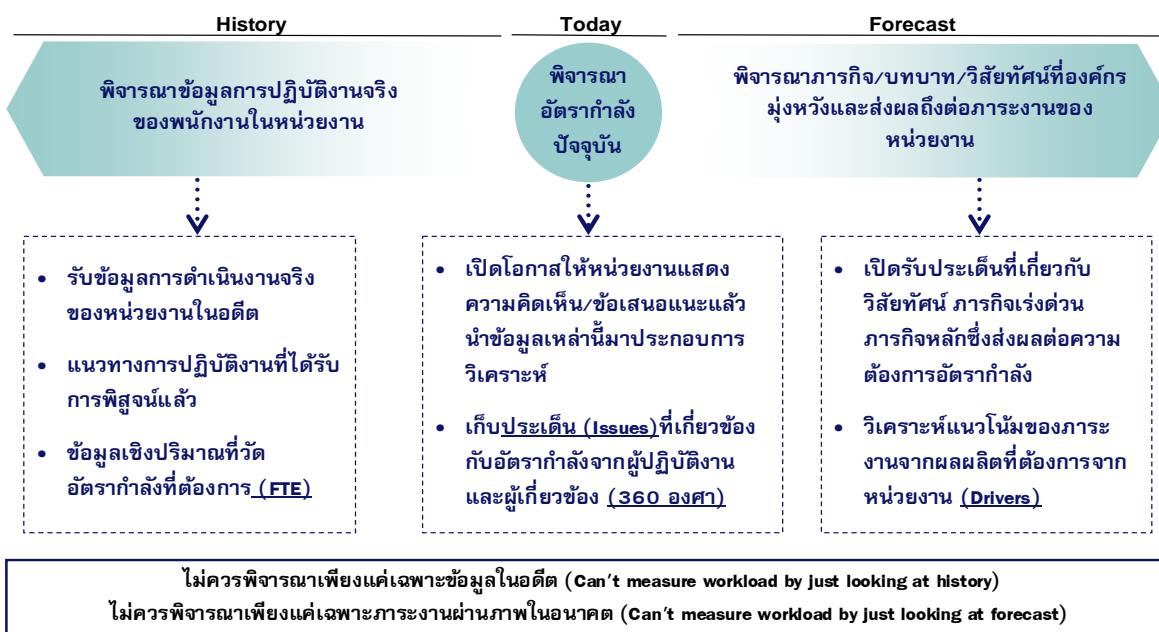 History
Today
Forecast
พิจารณาข้อมูลการปฏิบัติงานจริง
ของพนักงานในหน่วยงาน
พิจารณา
อัตรากำลัง
ปัจจุบัน
พิจารณาภารกิจ/บทบาท/วิสัยทัศน์ที่องค์กร
มุ่งหวังและส่งผลถึงต่อภาระงานของ
หน่วยงาน
• รับข้อมูลการดำเนินงานจริง
ของหน่วยงานในอดีต
• แนวทางการปฏิบัติงานที่ได้รับ
การพิสูจน์แล้ว
• ข้อมูลเชิงปริมาณที่วัด
อัตรากำลังที่ต้องการ (FTE)
• เปิดโอกาสให้หน่วยงานแสดง
ความคิดเห็น/ข้อเสนอแนะแล้ว
นำข้อมูลเหล่านี้มาประกอบการ
วิเคราะห์
• เก็บประเด็น (Issues)ที่เกี่ยวข้อง
กับอัตรากำลังจากผู้ปฏิบัติงาน
และผู้เกี่ยวข้อง (360 องศา)
• เปิดรับประเด็นที่เกี่ยวกับ
วิสัยทัศน์ ภารกิจเร่งด่วน
ภารกิจหลักซึ่งส่งผลต่อความ
ต้องการอัตรากำลัง
• วิเคราะห์แนวโน้มของภาระ
งานจากผลผลิตที่ต้องการจาก
หน่วยงาน (Drivers)
ไม่ควรพิจารณาเพียงแค่เฉพาะข้อมูลในอดีต (Can't measure workload by just looking at history)
ไม่ควรพิจารณาเพียงแค่เฉพาะภาระงานผ่านภาพในอนาคต (Can't measure workload by just looking at forecast)